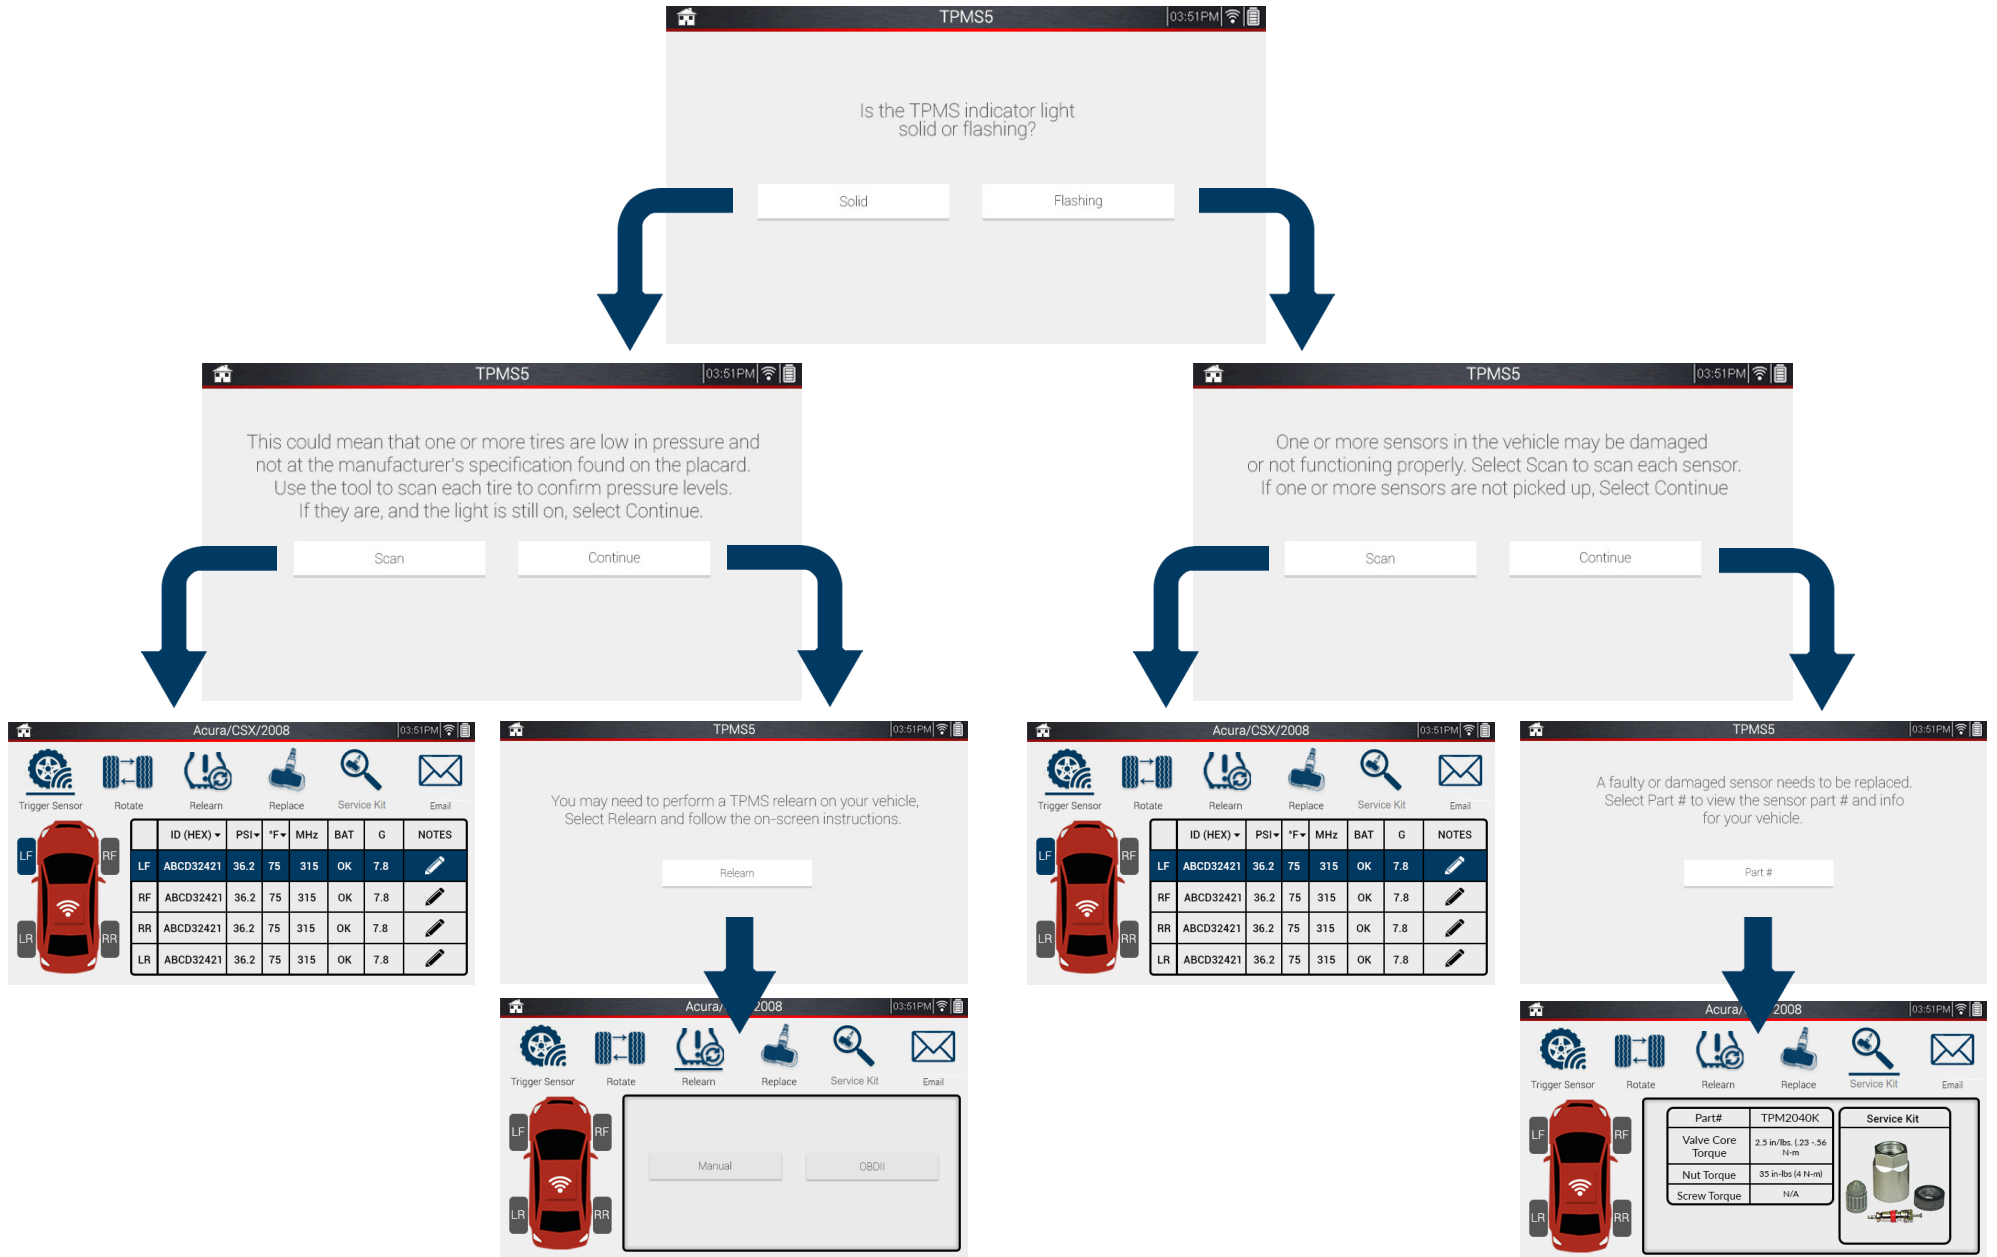 TPMS5
03:51PM
Is the TPMS indicator light
solid or flashing?
Solid
Flashing
TPMS5
03:51PM
This could mean that one or more tires are low in pressure and
not at the manufacturer's specification found on the placard.
Use the tool to scan each tire to confirm pressure levels.
If they are, and the light is still on, select Continue.
Scan
Continue
TPMS5
03:51PM
One or more sensors in the vehicle may be damaged
or not functioning properly. Select Scan to scan each sensor.
If one or more sensors are not picked up, Select Continue
Scan
Continue
Acura/CSX/2008
03:51PM
Trigger Sensor
Rotate
Relearn
Replace
Service Kit
Email
LF
RF
LR
RR
ID (HEX) PSI °F MHz BAT G NOTES
LF ABCD32421 36.2 75 315 OK 7.8
RF ABCD32421 36.2 75 315 OK 7.8
RR ABCD32421 36.2 75 315 OK 7.8
LR ABCD32421 36.2 75 315 OK 7.8
TPMS5
03:51PM
You may need to perform a TPMS relearn on your vehicle,
Select Relearn and follow the on-screen instructions.
Relearn
Acura/ 2008
03:51PM
Trigger Sensor
Rotate
Relearn
Replace
Service Kit
Email
LF
RF
LR
RR
Manual
OBDII
Acura/CSX/2008
03:51PM
Trigger Sensor
Rotate
Relearn
Replace
Service Kit
Email
LF
RF
LR
RR
ID (HEX) PSI °F MHz BAT G NOTES
LF ABCD32421 36.2 75 315 OK 7.8
RF ABCD32421 36.2 75 315 OK 7.8
RR ABCD32421 36.2 75 315 OK 7.8
LR ABCD32421 36.2 75 315 OK 7.8
TPMS5
03:51PM
A faulty or damaged sensor needs to be replaced.
Select Part # to view the sensor part # and info
for your vehicle.
Part #
Acura/ 2008
03:51PM
Trigger Sensor
Rotate
Relearn
Replace
Service Kit
Email
LF
RF
LR
RR
Part# TPM2040K
Valve Core
Torque
2.5 in/lbs. (.23 -.56
N-m
Nut Torque 35 in-lbs (4 N-m)
Screw Torque N/A
Service Kit